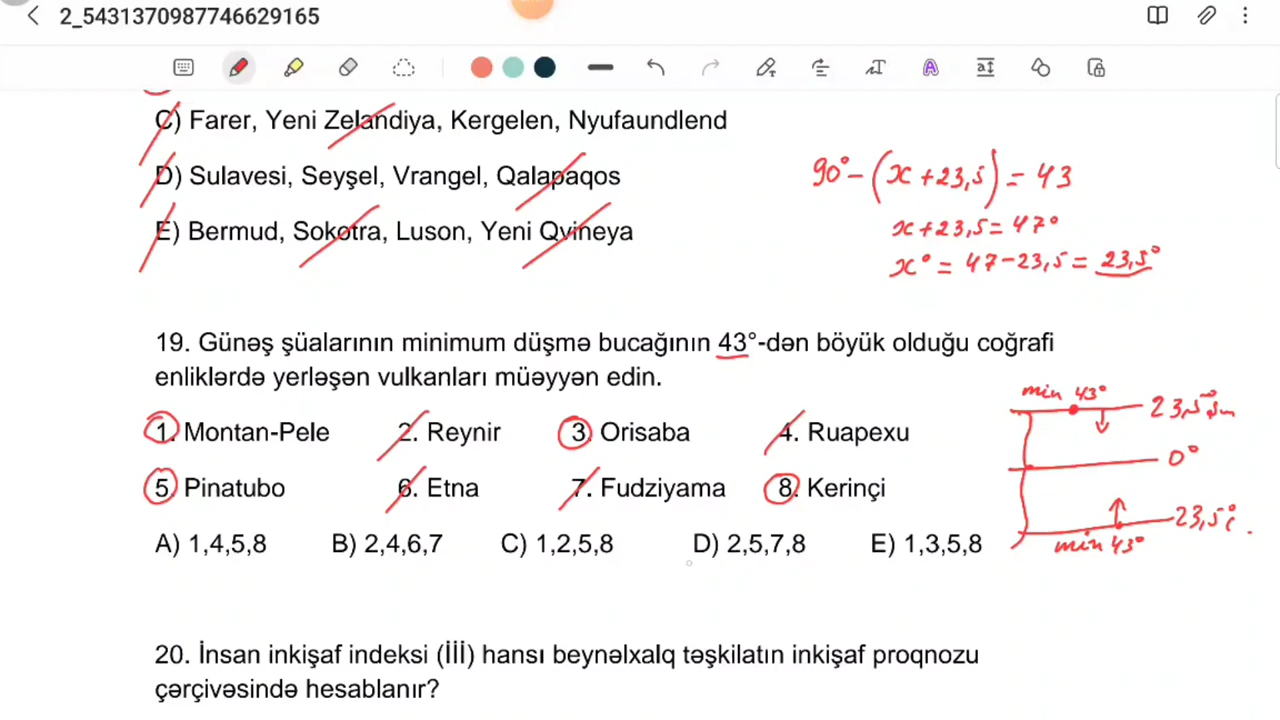 2_5431370987746629165
C) Farer, Yeni Zelandiya, Kergelen, Nyufaundlend
D) Sulavesi, Seyşel, Vrangel, Qalapaqos
E) Bermud, Sokotra, Luson, Yeni Qvineya
90° - (x + 23,5) = 43
x + 23,5 = 47°
x° = 47 - 23,5 = 23,5°
19. Günəş şüalarının minimum düşmə bucağının 43°-dən böyük olduğu coğrafi
enliklərdə yerləşən vulkanları müəyyən edin.
1. Montan-Pele 2. Reynir 3. Orisaba 4. Ruapexu
5. Pinatubo 6. Etna 7. Fudziyama 8. Kerinçi
A) 1,4,5,8 B) 2,4,6,7 C) 1,2,5,8 D) 2,5,7,8 E) 1,3,5,8
min 43°
23,5° şm
0°
23,5° c.
min 43°
20. İnsan inkişaf indeksi (İİİ) hansı beynəlxalq təşkilatın inkişaf proqnozu
çərçivəsində hesablanır?